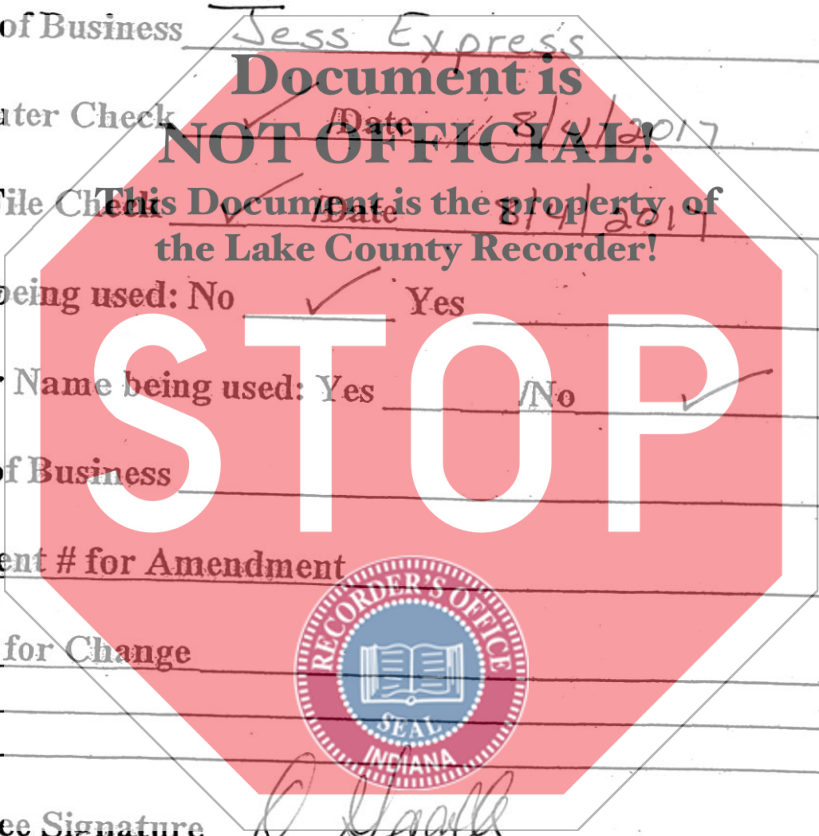 of Business Jess Express
Document is
uter Check ✓ /Date 8/4/2017
NOT OFFICIAL!
File Check ✓ /Date 8/4/2017
This Document is the property of
the Lake County Recorder!
being used: No ✓ Yes
Name being used: Yes /No ✓
STOP
of Business
ent # for Amendment
RECORDER'S OFFICE
for Change
SEAL
INDIANA
ee Signature